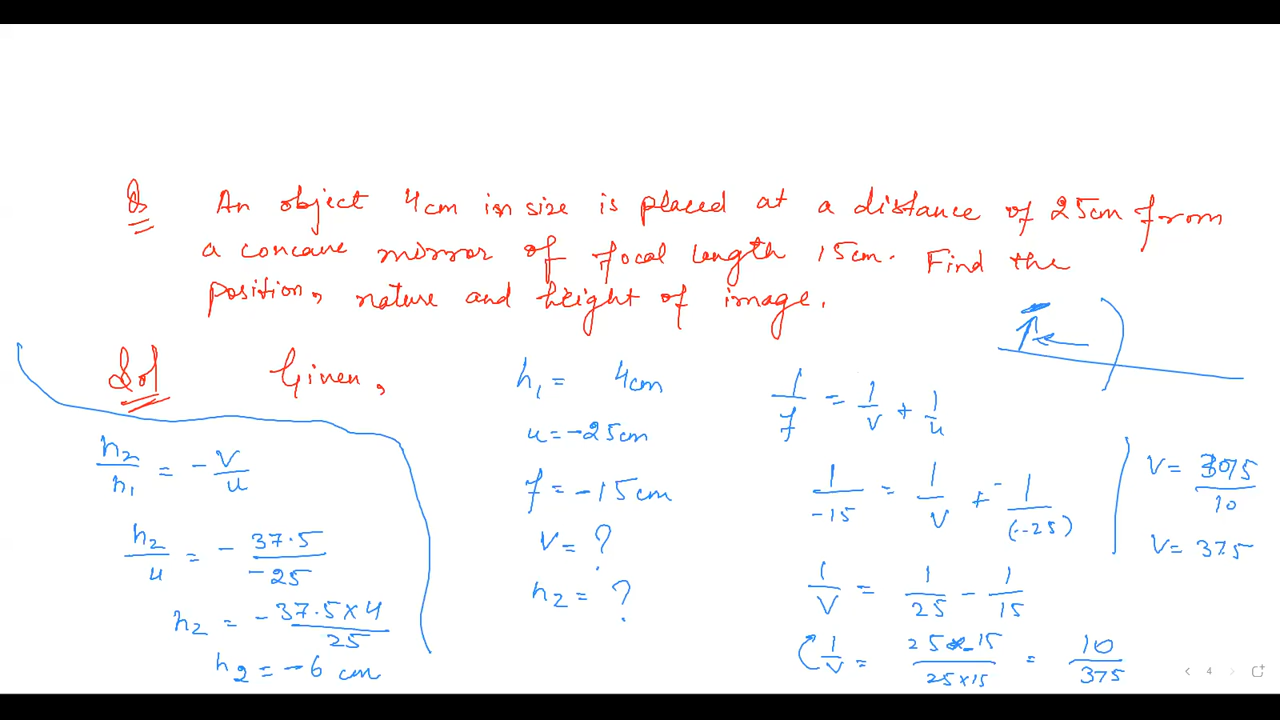 Q An object 4cm in size is placed at a distance of 25cm from
a concave mirror of focal length 15cm. Find the
position, nature and height of image.
Sol Given,
h₁ = 4cm
u = -25cm
f = -15cm
v = ?
h₂ = ?
1/f = 1/v + 1/u
1/-15 = 1/v + 1/(-25)
1/v = 1/25 - 1/15
1/v = 25-15/25×15 = 10/375
v = 375/10
v = 37.5
h₂/h₁ = -v/u
h₂/4 = - 37.5/-25
h₂ = -37.5×4/25
h₂ = -6 cm
4